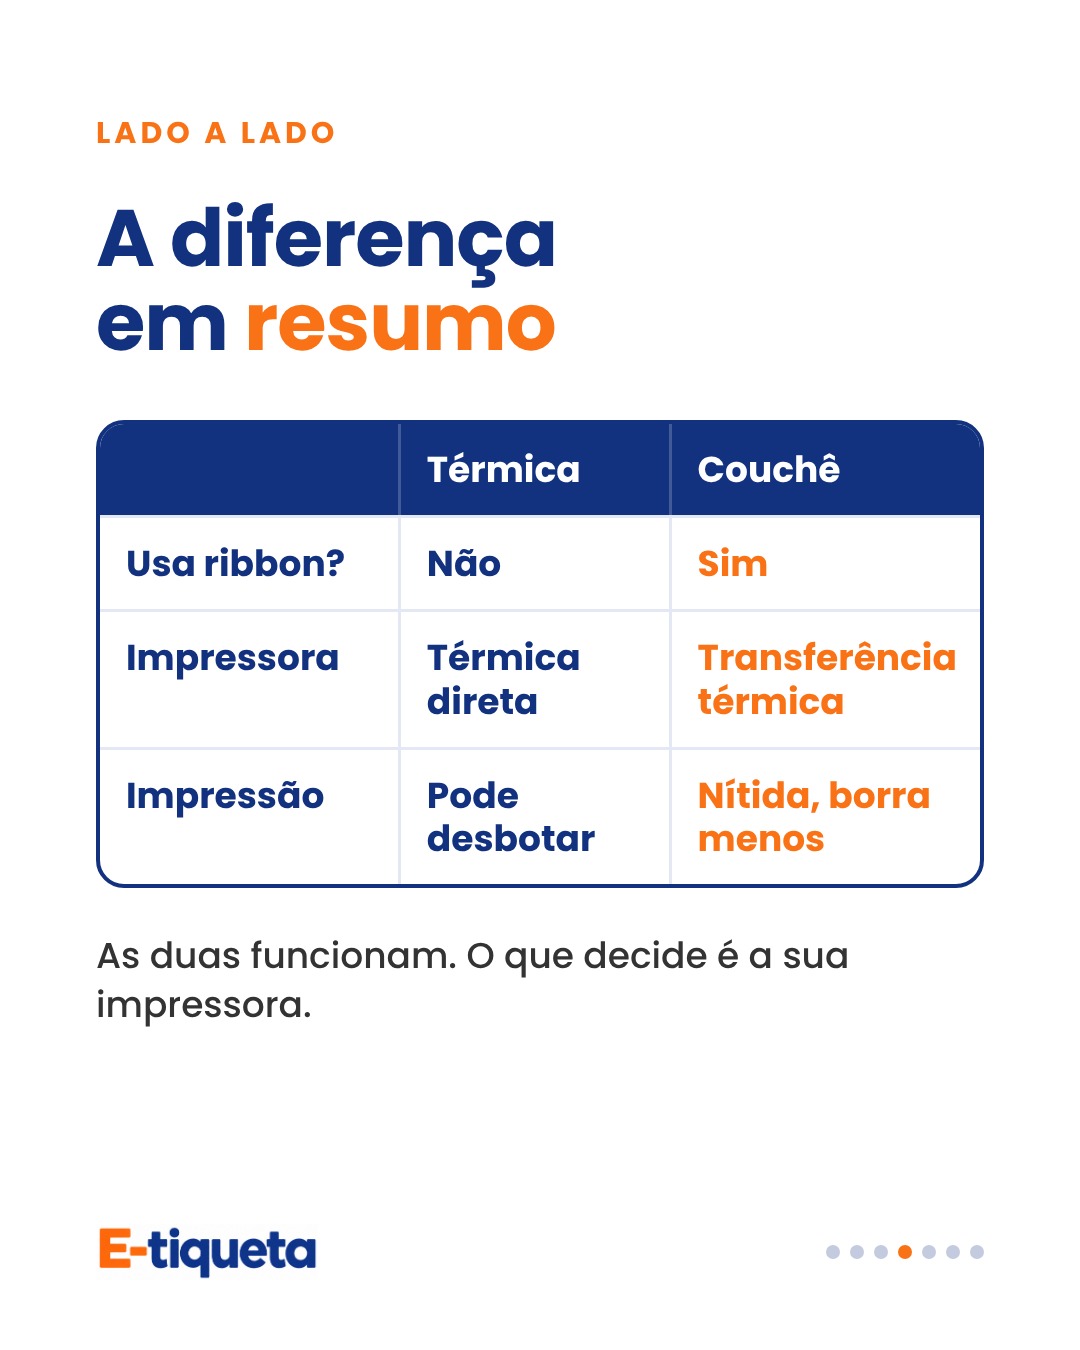 LADO A LADO
A diferença
em resumo
Térmica Couchê
Usa ribbon? Não Sim
Impressora Térmica direta Transferência térmica
Impressão Pode desbotar Nítida, borra menos
As duas funcionam. O que decide é a sua
impressora.
E-tiqueta